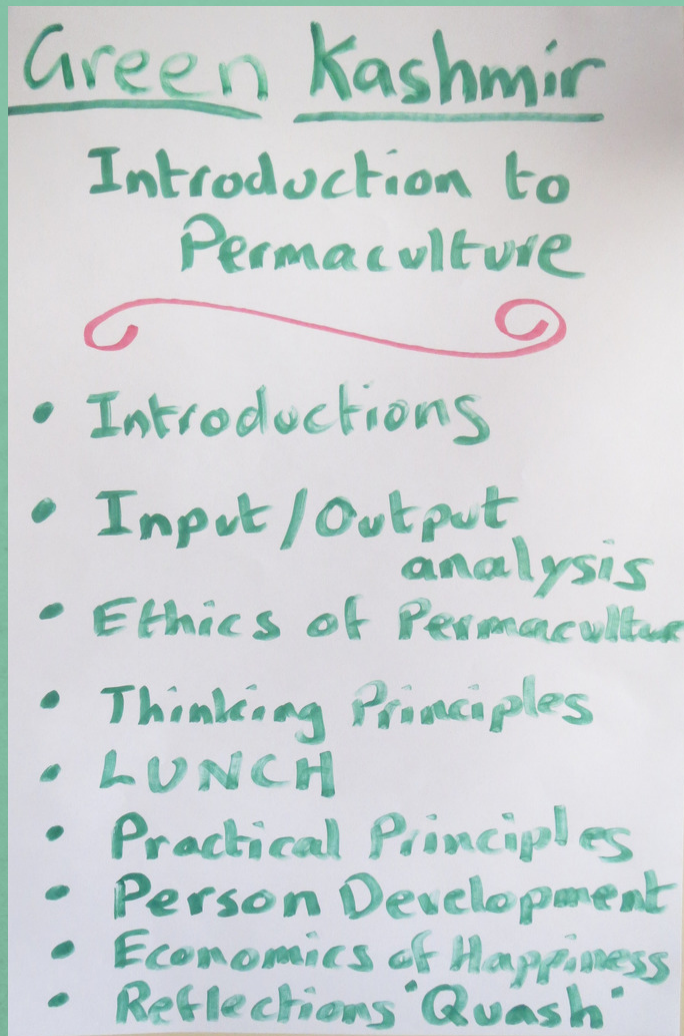 Green Kashmir
Introduction to
Permaculture
• Introductions
• Input/Output
analysis
• Ethics of Permaculture
• Thinking Principles
• LUNCH
• Practical Principles
• Person Development
• Economics of Happiness
• Reflections 'Quash'